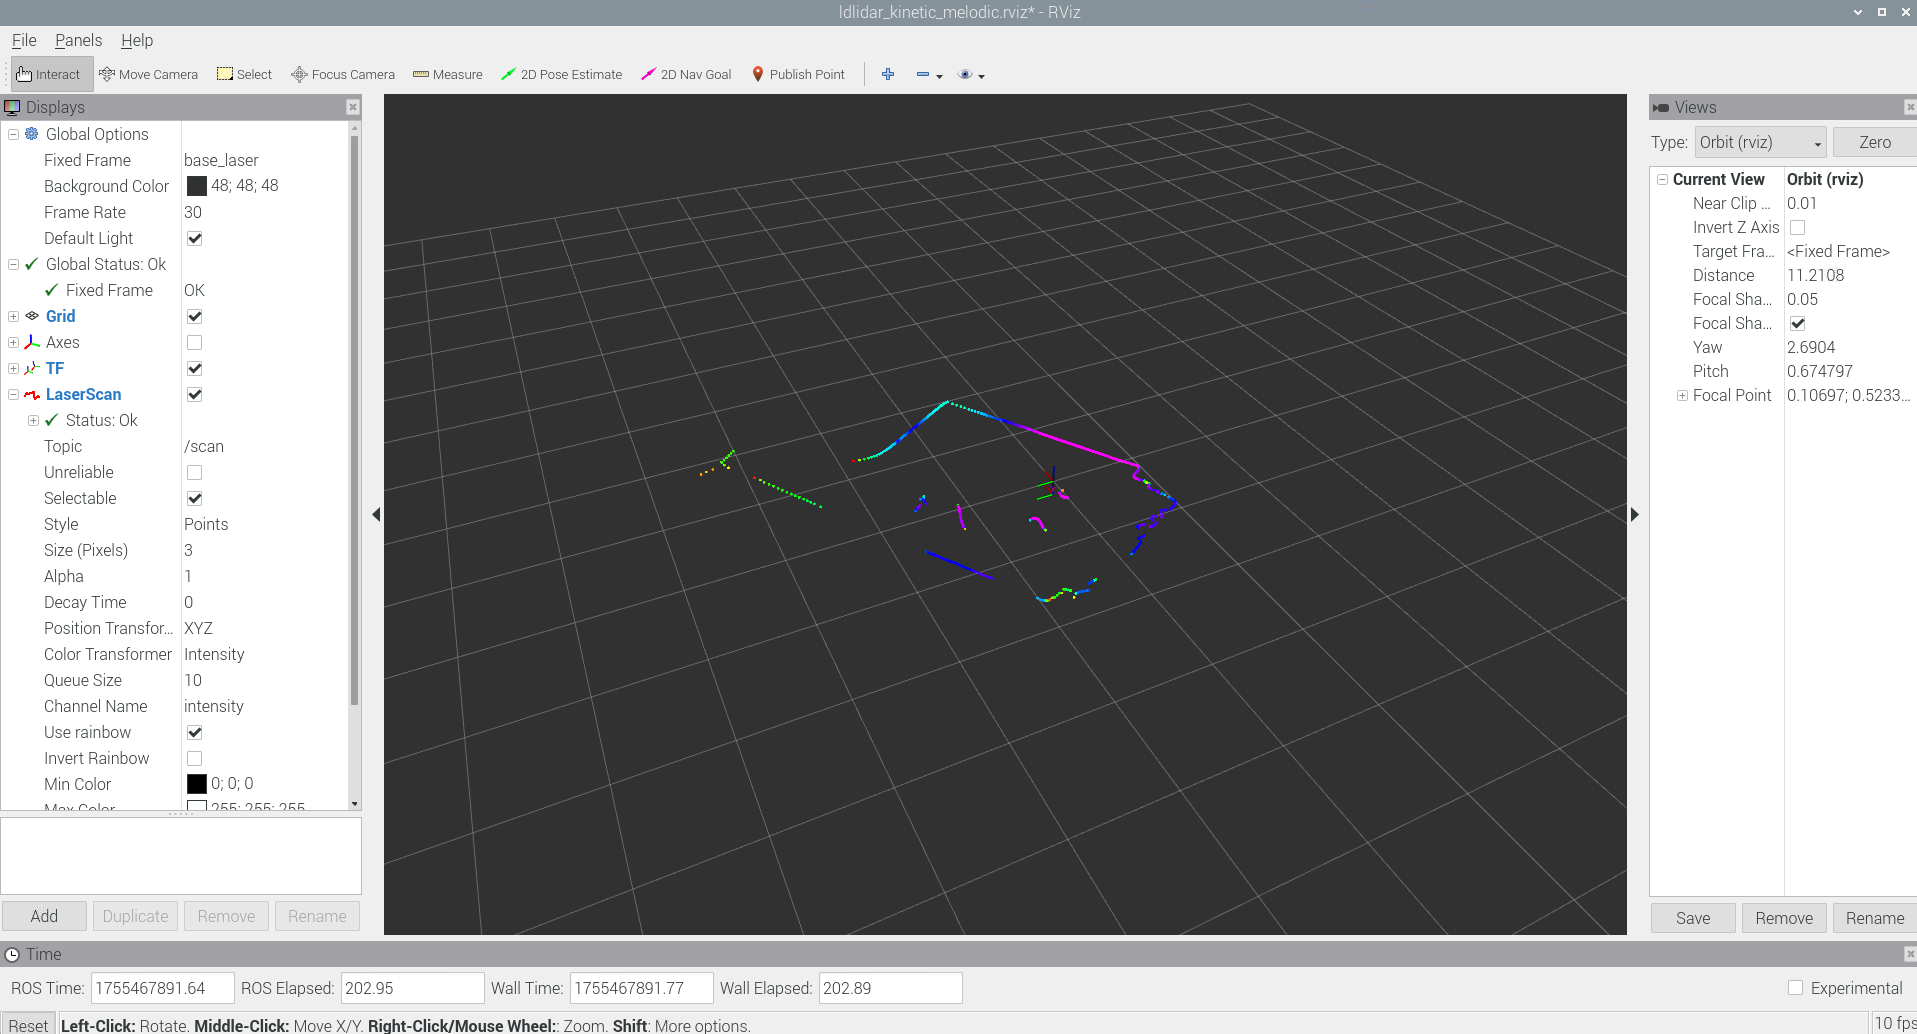 ldlidar_kinetic_melodic.rviz* - RViz
File Panels Help
Interact Move Camera Select Focus Camera Measure 2D Pose Estimate 2D Nav Goal Publish Point
Displays
Global Options
Fixed Frame base_laser
Background Color 48; 48; 48
Frame Rate 30
Default Light
Global Status: Ok
Fixed Frame OK
Grid
Axes
TF
LaserScan
Status: Ok
Topic /scan
Unreliable
Selectable
Style Points
Size (Pixels) 3
Alpha 1
Decay Time 0
Position Transfor... XYZ
Color Transformer Intensity
Queue Size 10
Channel Name intensity
Use rainbow
Invert Rainbow
Min Color 0; 0; 0
Max Color 255; 255; 255
Add Duplicate Remove Rename
Views
Type: Orbit (rviz) Zero
Current View Orbit (rviz)
Near Clip ... 0.01
Invert Z Axis
Target Fra... <Fixed Frame>
Distance 11.2108
Focal Sha... 0.05
Focal Sha...
Yaw 2.6904
Pitch 0.674797
Focal Point 0.10697; 0.5233...
Save Remove Rename
Time
ROS Time: 1755467891.64 ROS Elapsed: 202.95 Wall Time: 1755467891.77 Wall Elapsed: 202.89 Experimental
Reset Left-Click: Rotate. Middle-Click: Move X/Y. Right-Click/Mouse Wheel:: Zoom. Shift: More options. 10 fps